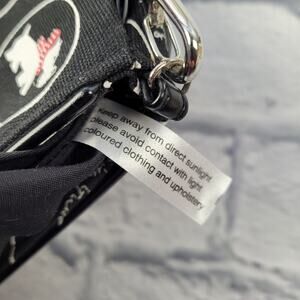 Keep away from direct sunlight
please avoid contact with light
coloured clothing and upholstery